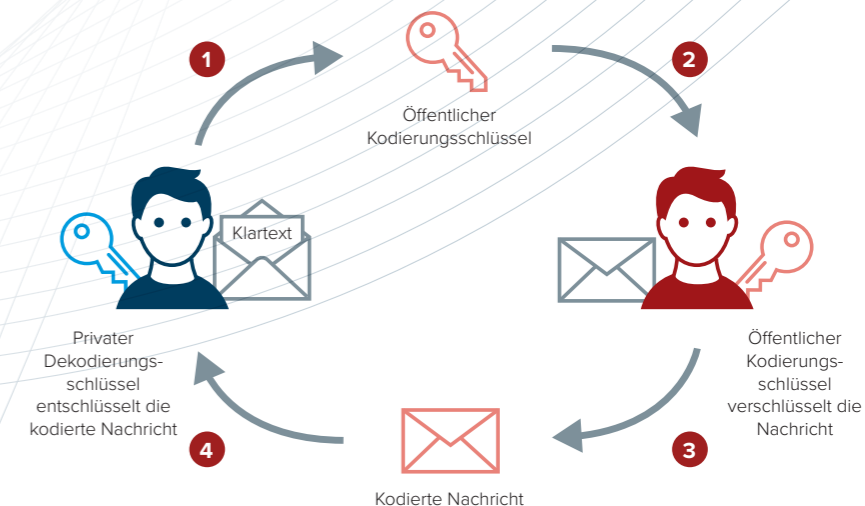 1
2
Öffentlicher
Kodierungsschlüssel
Klartext
Privater
Dekodierungs-
schlüssel
entschlüsselt die
kodierte Nachricht
Öffentlicher
Kodierungs-
schlüssel
verschlüsselt die
Nachricht
4
3
Kodierte Nachricht